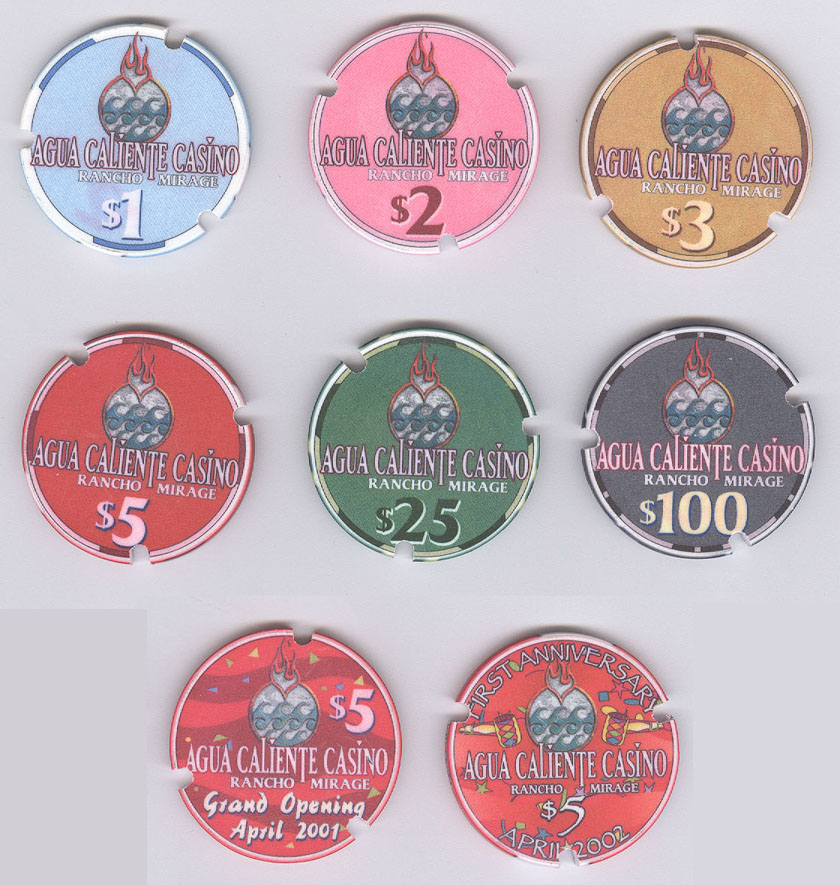 AGUA CALIENTE CASINO
RANCHO MIRAGE
$1
AGUA CALIENTE CASINO
RANCHO MIRAGE
$2
AGUA CALIENTE CASINO
RANCHO MIRAGE
$3
AGUA CALIENTE CASINO
RANCHO MIRAGE
$5
AGUA CALIENTE CASINO
RANCHO MIRAGE
$25
AGUA CALIENTE CASINO
RANCHO MIRAGE
$100
$5
AGUA CALIENTE CASINO
RANCHO MIRAGE
Grand Opening
April 2001
FIRST ANNIVERSARY
AGUA CALIENTE CASINO
RANCHO MIRAGE
$5
APRIL 2002